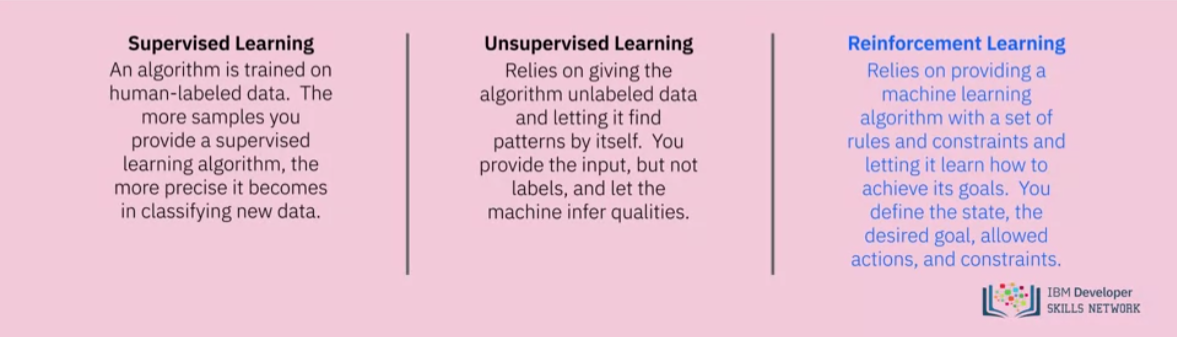 Supervised Learning
An algorithm is trained on
human-labeled data.  The
more samples you
provide a supervised
learning algorithm, the
more precise it becomes
in classifying new data.
Unsupervised Learning
Relies on giving the
algorithm unlabeled data
and letting it find
patterns by itself.  You
provide the input, but not
labels, and let the
machine infer qualities.
Reinforcement Learning
Relies on providing a
machine learning
algorithm with a set of
rules and constraints and
letting it learn how to
achieve its goals.  You
define the state, the
desired goal, allowed
actions, and constraints.
IBM Developer
SKILLS NETWORK